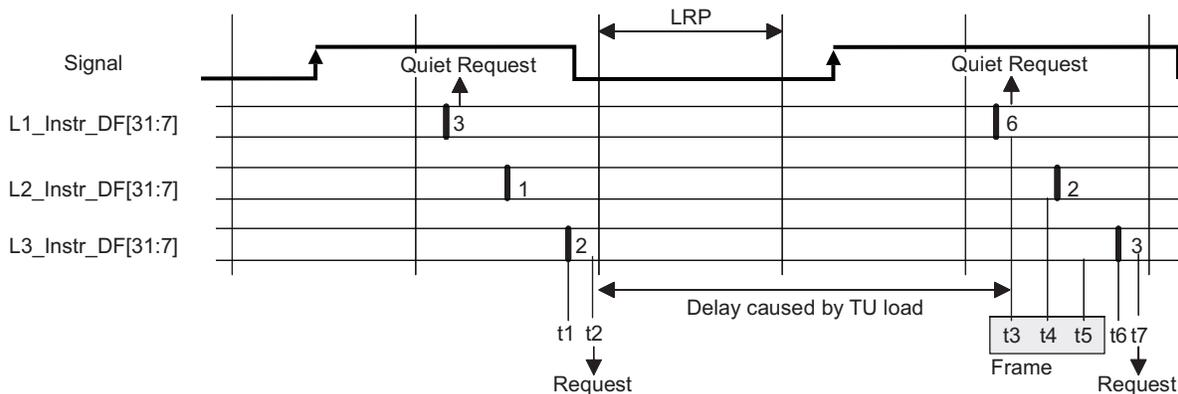 LRP
Signal
Quiet Request
Quiet Request
L1_Instr_DF[31:7]
3
6
L2_Instr_DF[31:7]
1
2
L3_Instr_DF[31:7]
2
3
Delay caused by TU load
t1 t2
t3 t4 t5 t6 t7
Frame
Request
Request